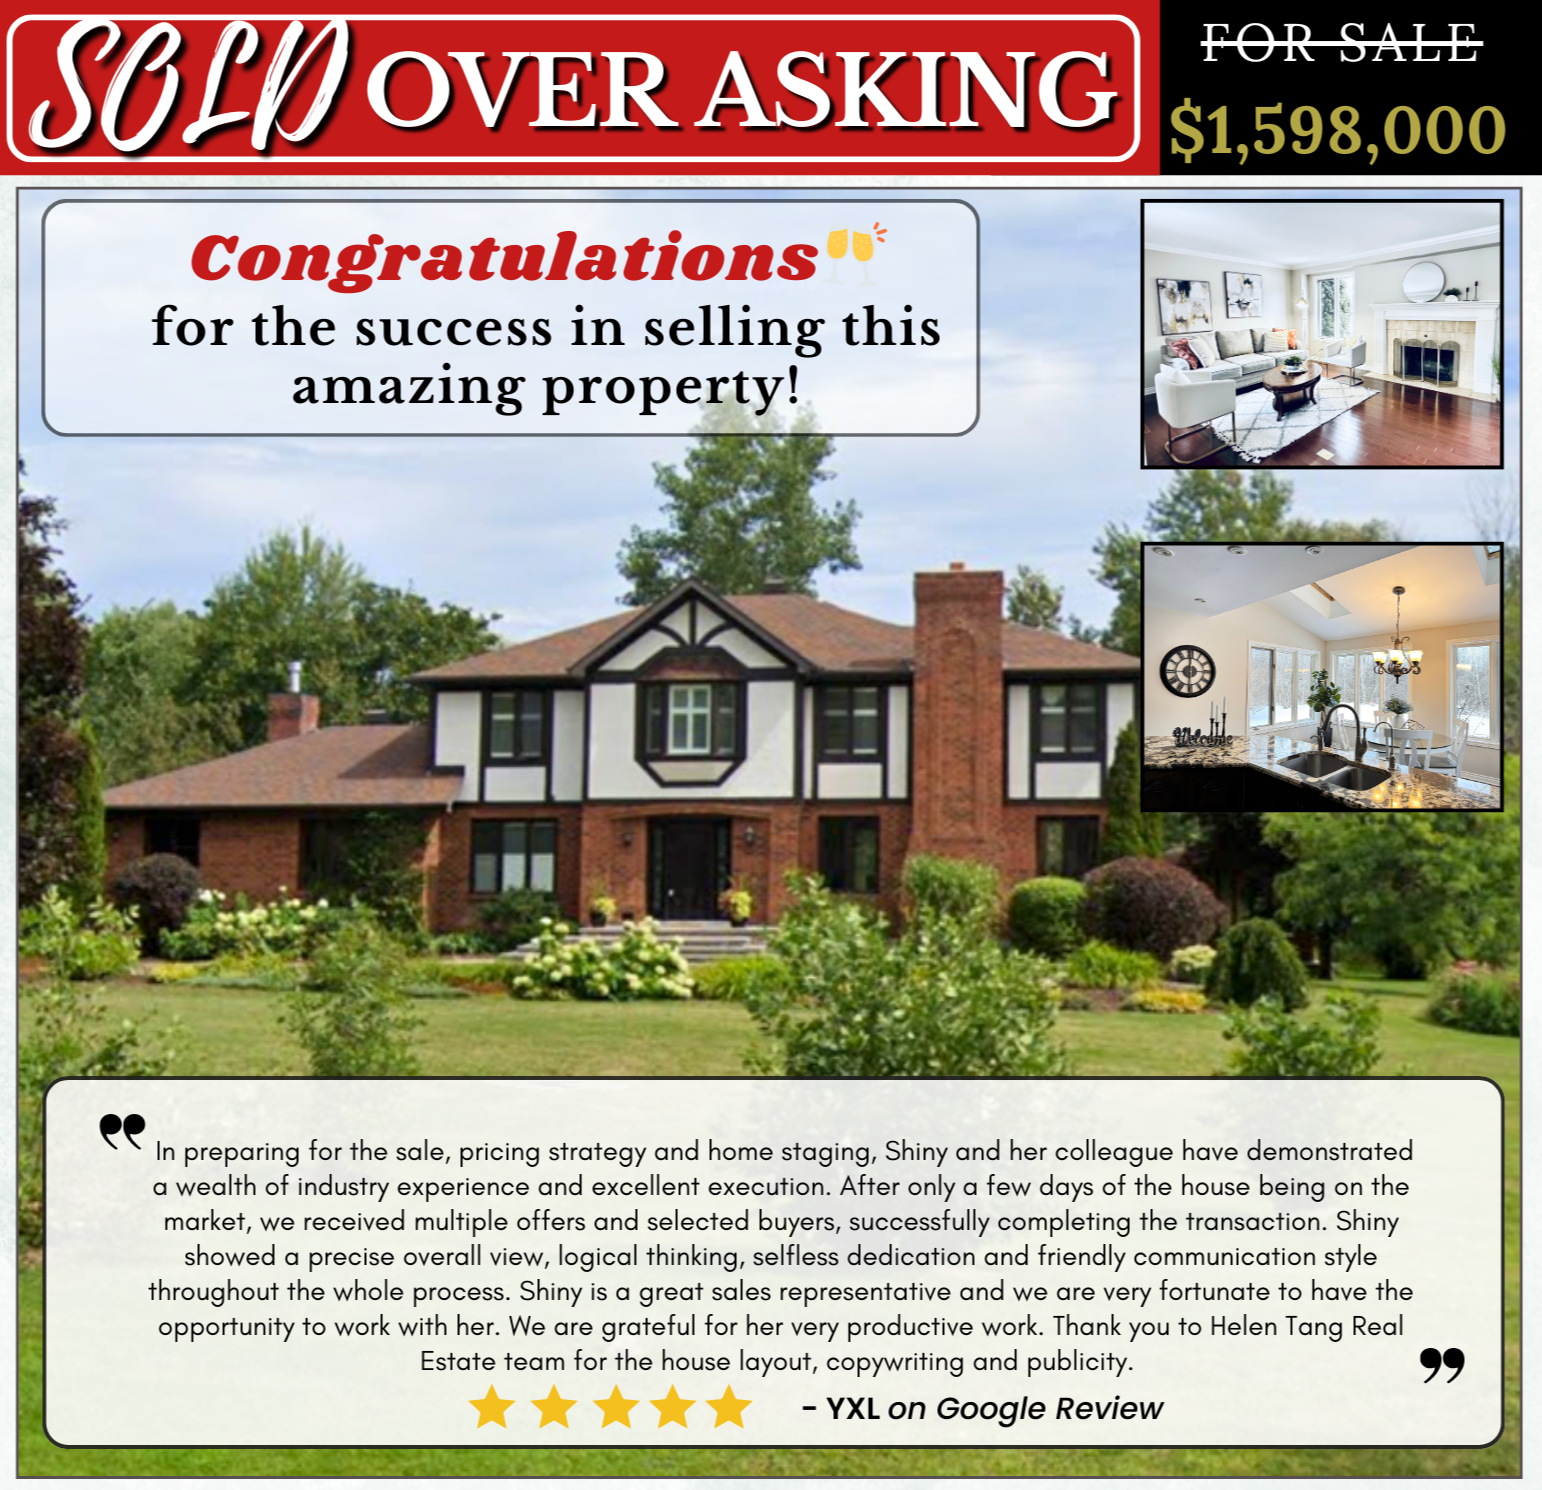 SOLD OVER ASKING
FOR SALE
$1,598,000
Congratulations
for the success in selling this
amazing property!
Welcome
In preparing for the sale, pricing strategy and home staging, Shiny and her colleague have demonstrated
a wealth of industry experience and excellent execution. After only a few days of the house being on the
market, we received multiple offers and selected buyers, successfully completing the transaction. Shiny
showed a precise overall view, logical thinking, selfless dedication and friendly communication style
throughout the whole process. Shiny is a great sales representative and we are very fortunate to have the
opportunity to work with her. We are grateful for her very productive work. Thank you to Helen Tang Real
Estate team for the house layout, copywriting and publicity.
- YXL on Google Review